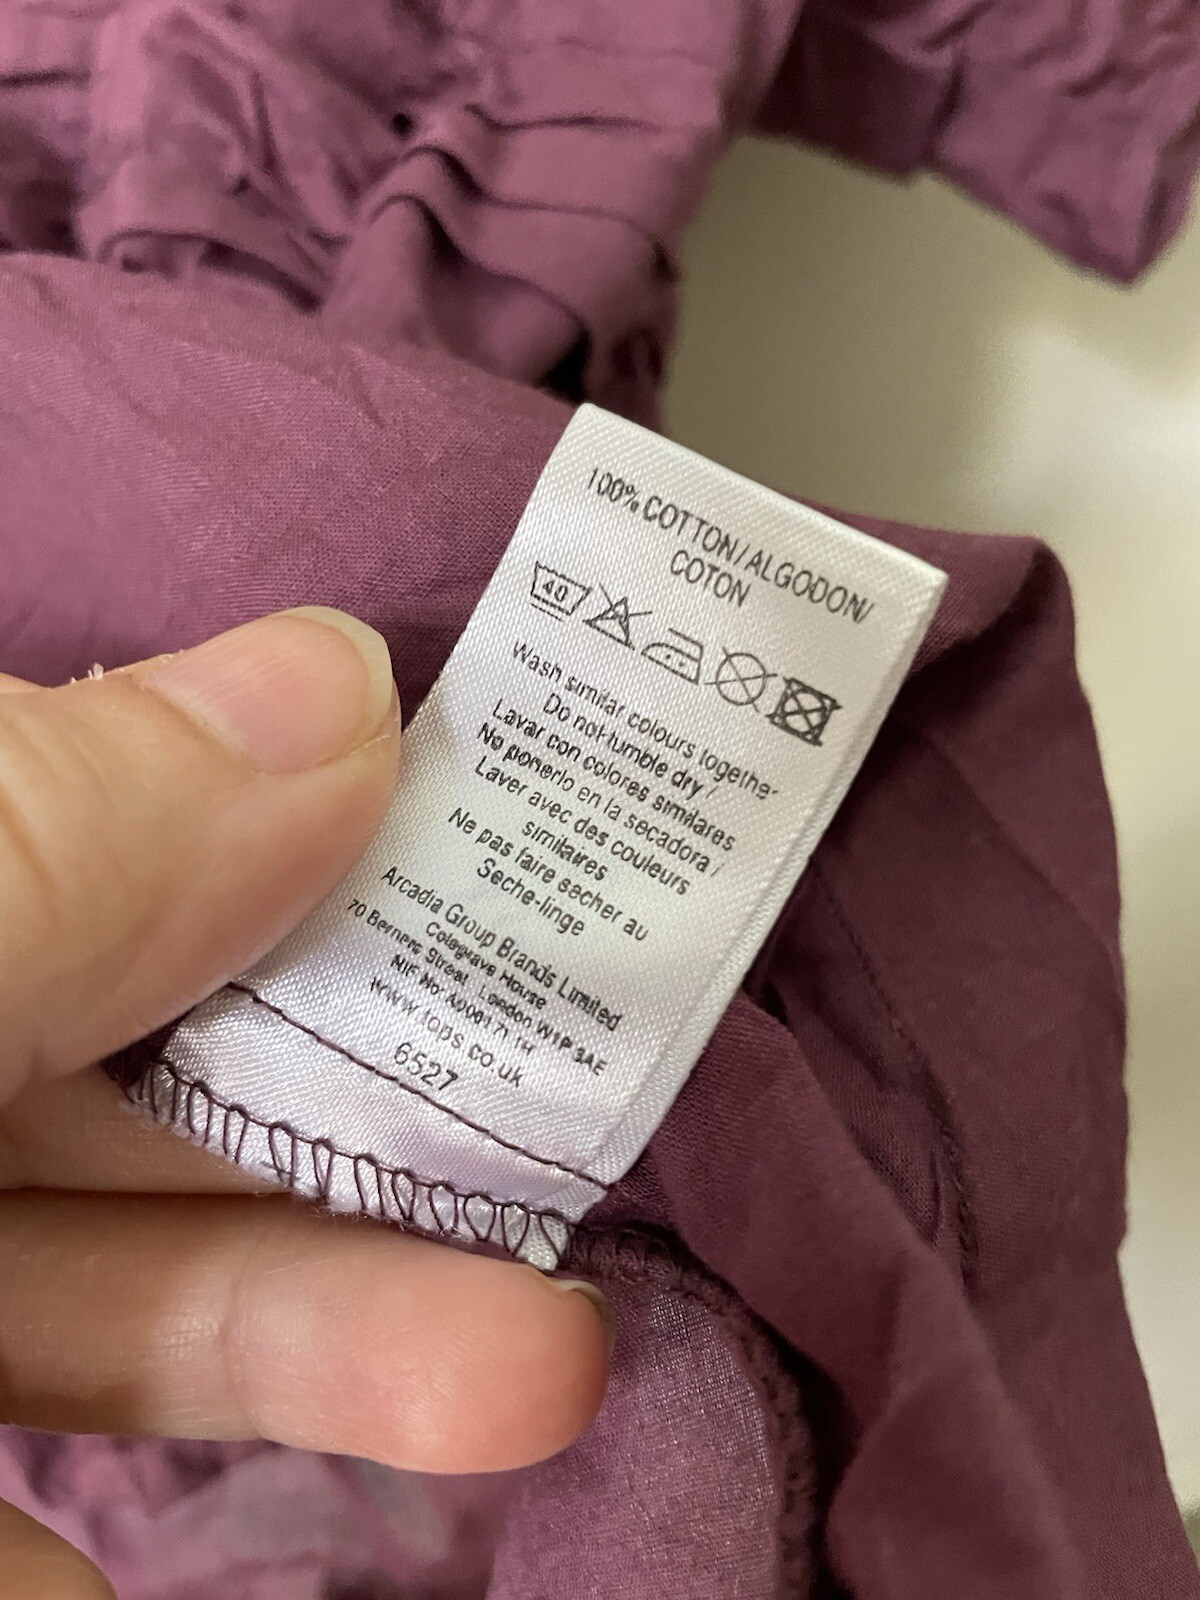 100% COTTON/ALGODON/
COTON
40
Wash similar colours together
Do not tumble dry /
Lavar con colores similares
No ponerlo en la secadora /
Laver avec des couleurs
similaires
Ne pas faire secher au
Seche-linge
Arcadia Group Brands Limited
Colegrave House
70 Berners Street London W1P 3AE
NIF No
www.tops.co.uk
6527